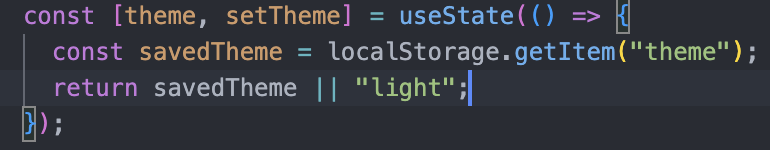 const [theme, setTheme] = useState(() => {
  const savedTheme = localStorage.getItem("theme");
  return savedTheme || "light";
});